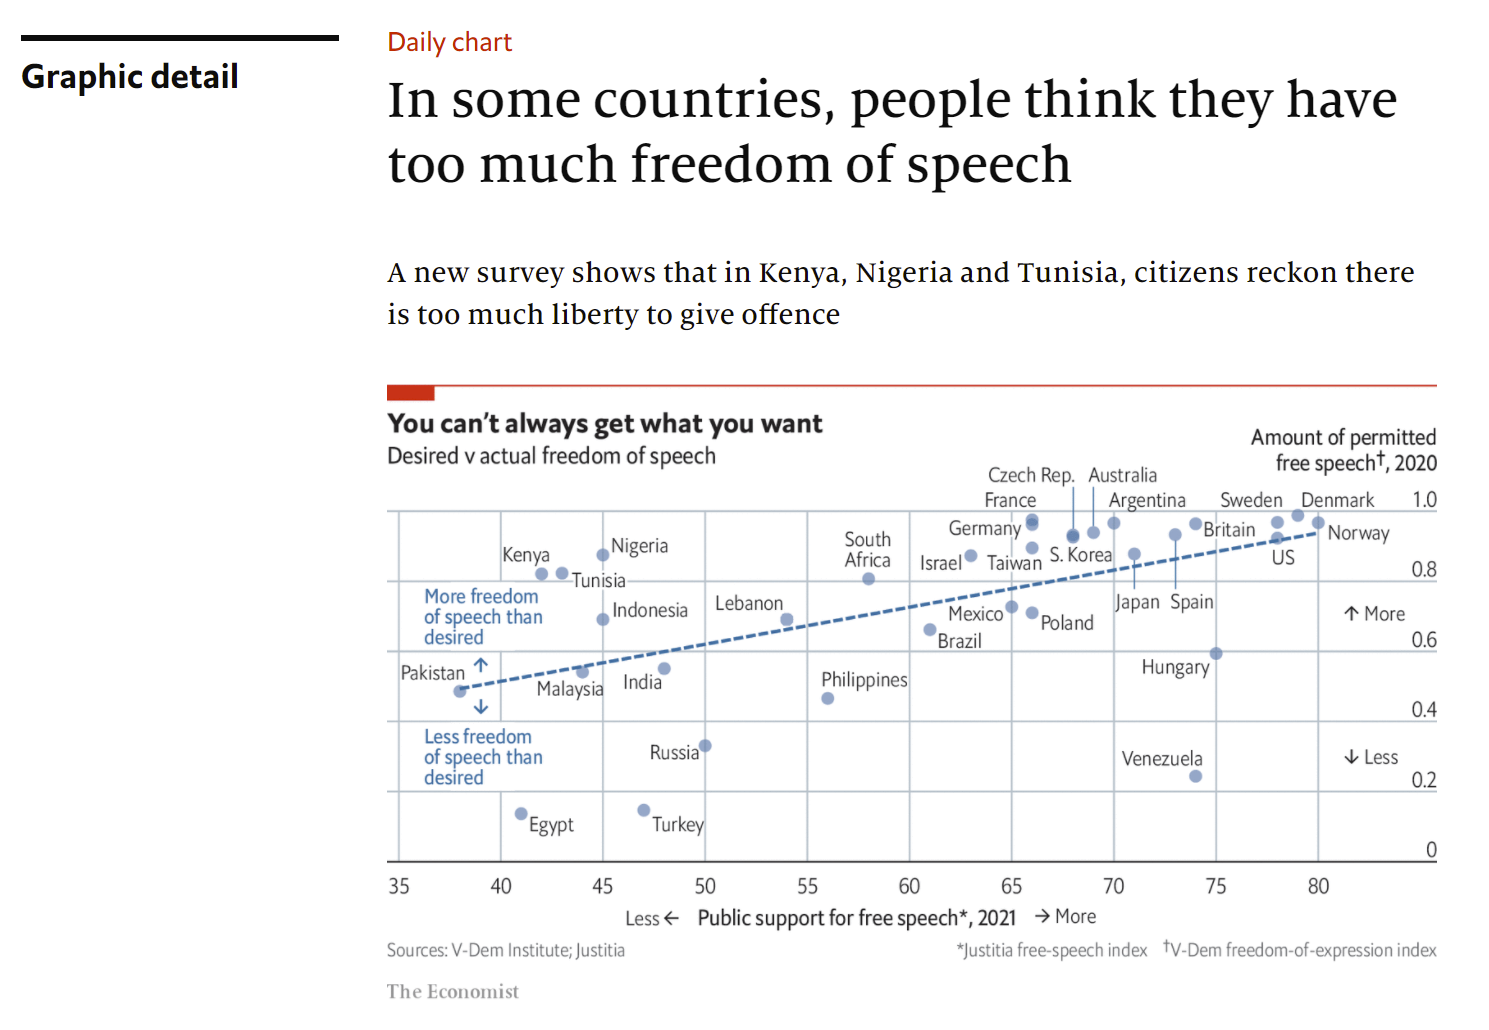 Graphic detail
Daily chart
In some countries, people think they have
too much freedom of speech
A new survey shows that in Kenya, Nigeria and Tunisia, citizens reckon there
is too much liberty to give offence
You can't always get what you want
Desired v actual freedom of speech
Amount of permitted
free speech†, 2020
Czech Rep.
Australia
France
Argentina
Sweden
Denmark
1.0
Germany
Britain
Norway
South
Africa
Nigeria
Kenya
Israel
Taiwan
S. Korea
US
0.8
Tunisia
More freedom
of speech than
desired
Indonesia
Lebanon
Mexico
Poland
Japan
Spain
↑ More
Brazil
0.6
Pakistan
↑
Malaysia
India
Philippines
Hungary
↓
0.4
Less freedom
of speech than
desired
Russia
Venezuela
↓ Less
0.2
Egypt
Turkey
0
35 40 45 50 55 60 65 70 75 80
Less ← Public support for free speech*, 2021 → More
Sources: V-Dem Institute; Justitia
*Justitia free-speech index †V-Dem freedom-of-expression index
The Economist